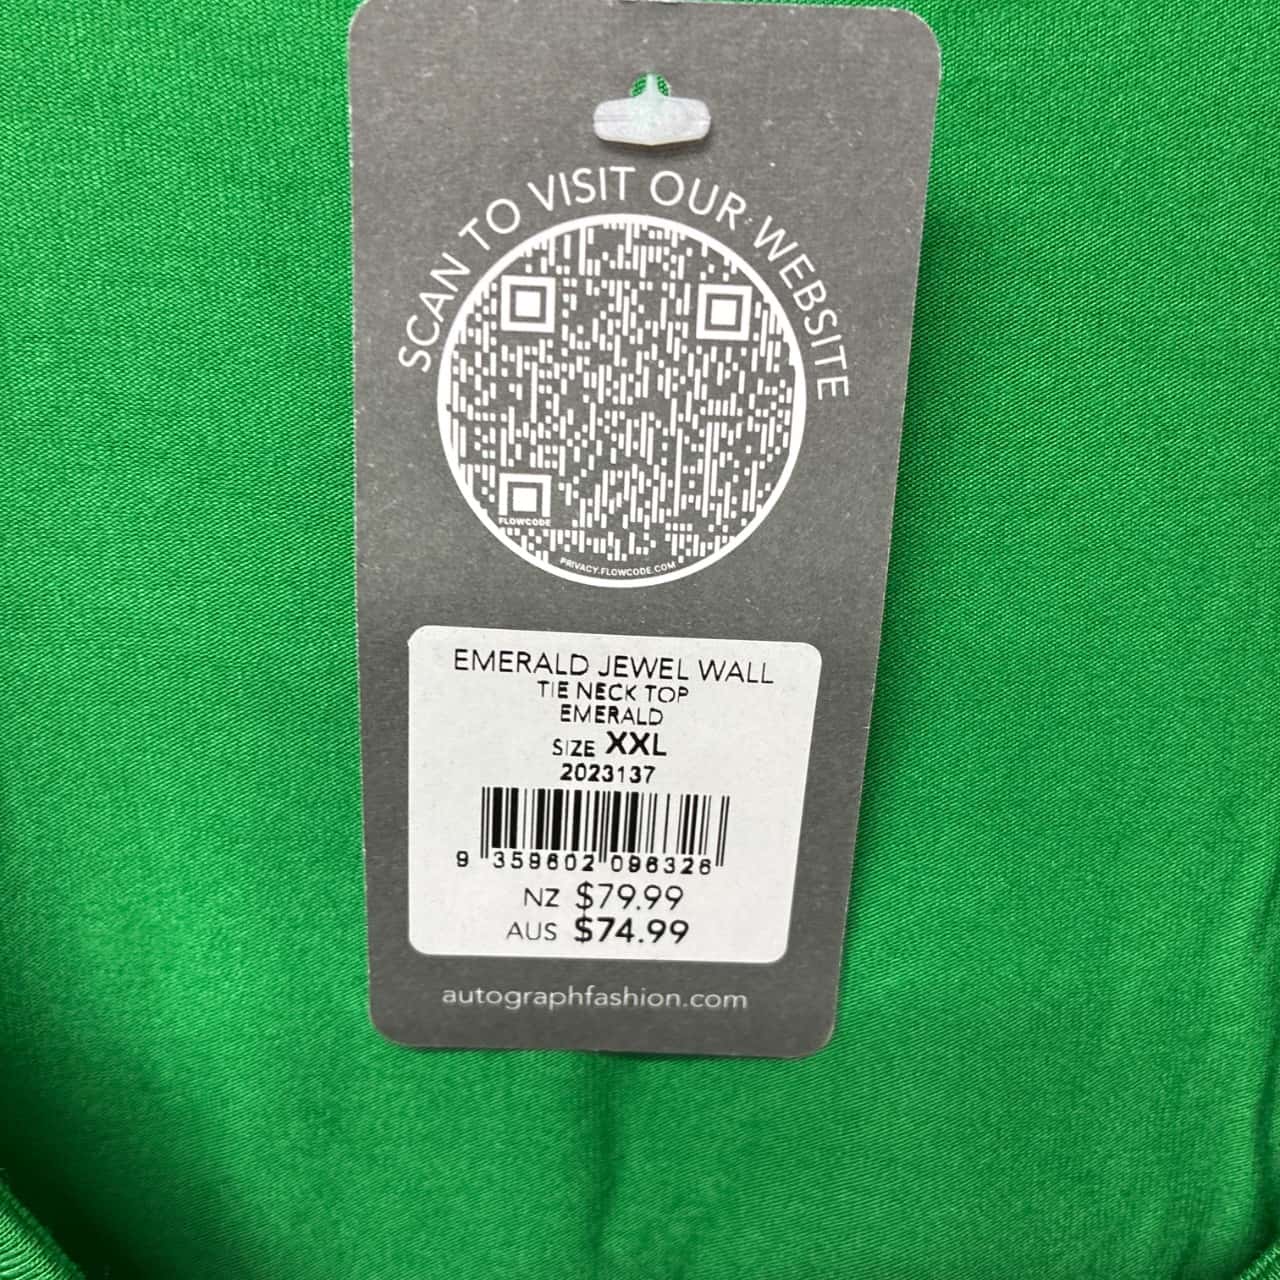 SCAN TO VISIT OUR WEBSITE
FLOWCODE
PRIVACY.FLOWCODE.COM
EMERALD JEWEL WALL
TIE NECK TOP
EMERALD
SIZE XXL
2023137
9 359602 096326
NZ $79.99
AUS $74.99
autographfashion.com